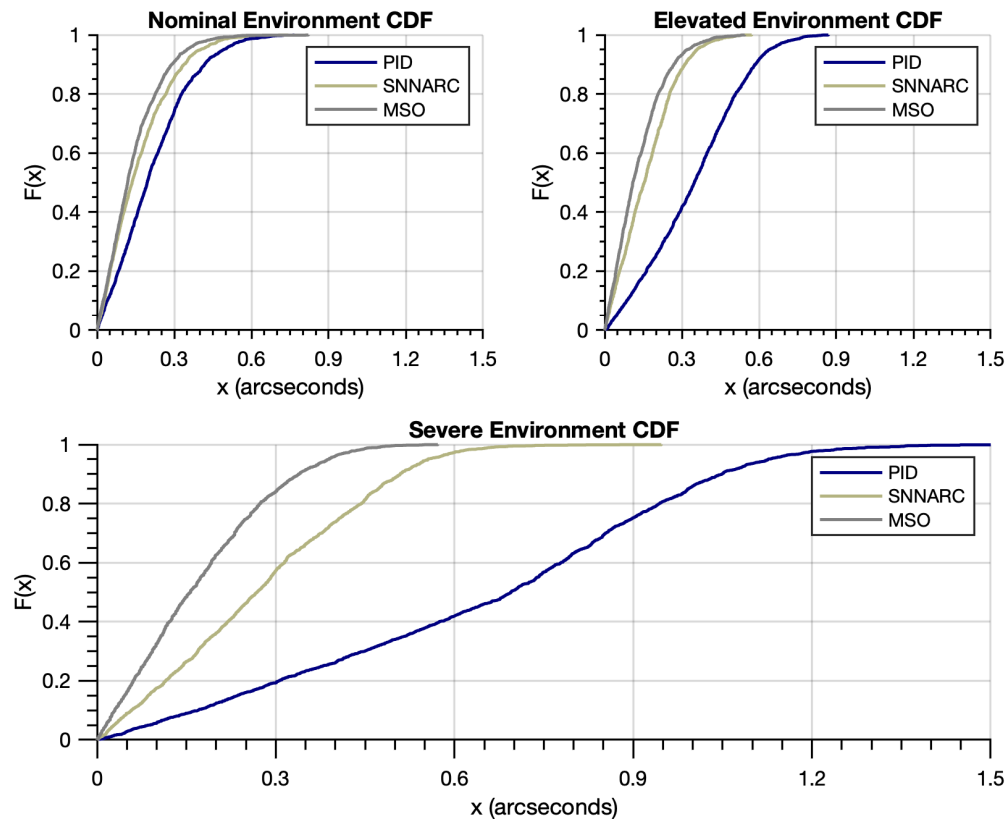 Nominal Environment CDF
1
0.8
0.6
0.4
0.2
0
F(x)
PID
SNNARC
MSO
0 0.3 0.6 0.9 1.2 1.5
x (arcseconds)
Elevated Environment CDF
1
0.8
0.6
0.4
0.2
0
F(x)
PID
SNNARC
MSO
0 0.3 0.6 0.9 1.2 1.5
x (arcseconds)
Severe Environment CDF
1
0.8
0.6
0.4
0.2
0
F(x)
PID
SNNARC
MSO
0 0.3 0.6 0.9 1.2 1.5
x (arcseconds)